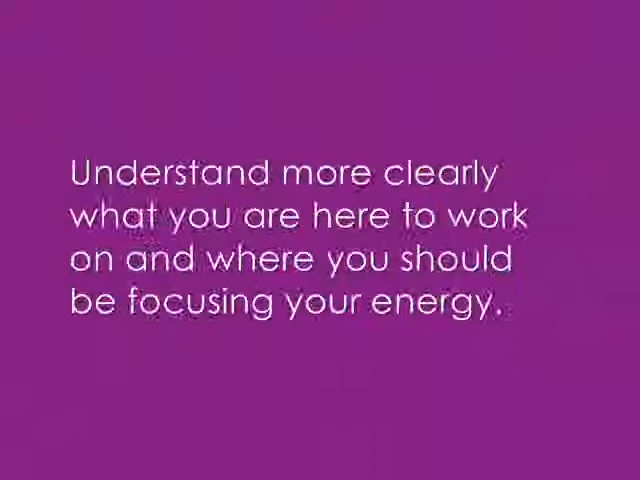 Understand more clearly
what you are here to work
on and where you should
be focusing your energy.